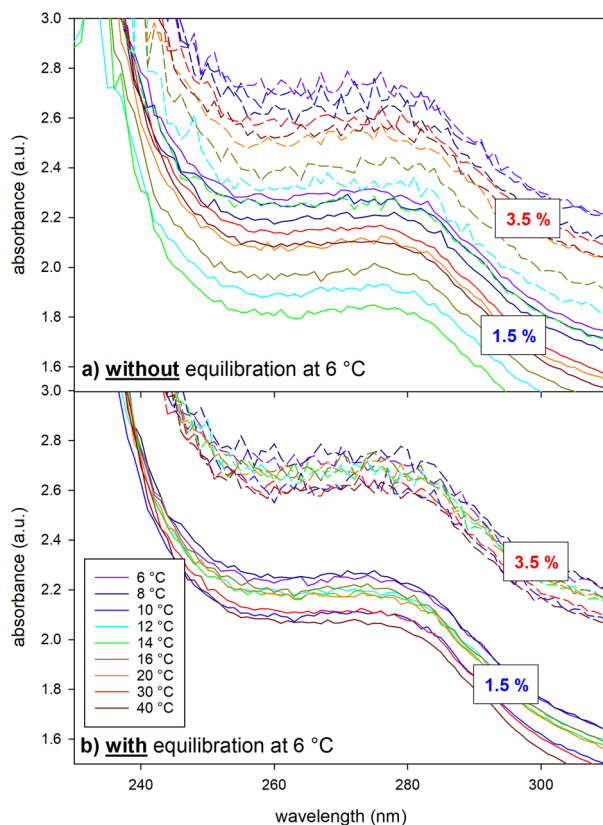 3.0
2.8
2.6
2.4
2.2
2.0
1.8
1.6
absorbance (a.u.)
3.5 %
1.5 %
a) without equilibration at 6 °C
3.0
2.8
2.6
2.4
2.2
2.0
1.8
1.6
absorbance (a.u.)
3.5 %
6 °C
8 °C
10 °C
12 °C
14 °C
16 °C
20 °C
30 °C
40 °C
1.5 %
b) with equilibration at 6 °C
240 260 280 300
wavelength (nm)